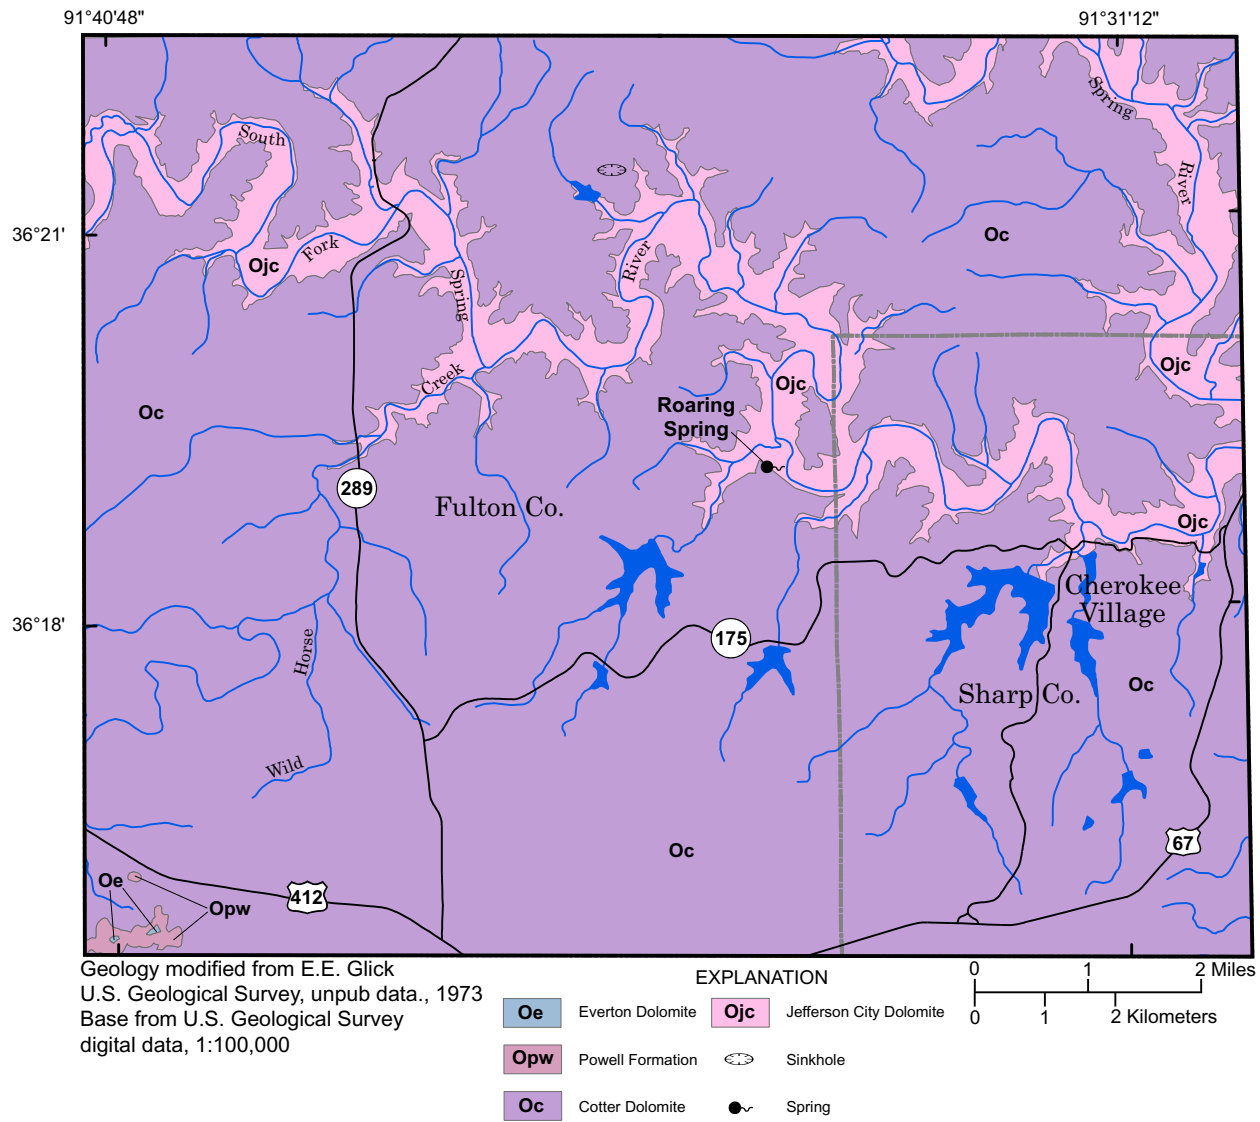 91°40'48"
91°31'12"
South
Spring
River
36°21'
Oc
Ojc
Fork
River
Spring
Ojc
Creek
Ojc
Oc
Roaring
Spring
289
Fulton Co.
Ojc
Cherokee
Village
36°18'
Horse
175
Sharp Co.
Oc
Wild
67
Oc
Oe
412
Opw
Geology modified from E.E. Glick
U.S. Geological Survey, unpub data., 1973
Base from U.S. Geological Survey
digital data, 1:100,000
EXPLANATION
0 1 2 Miles
0 1 2 Kilometers
Oe Everton Dolomite
Ojc Jefferson City Dolomite
Opw Powell Formation
Sinkhole
Oc Cotter Dolomite
Spring